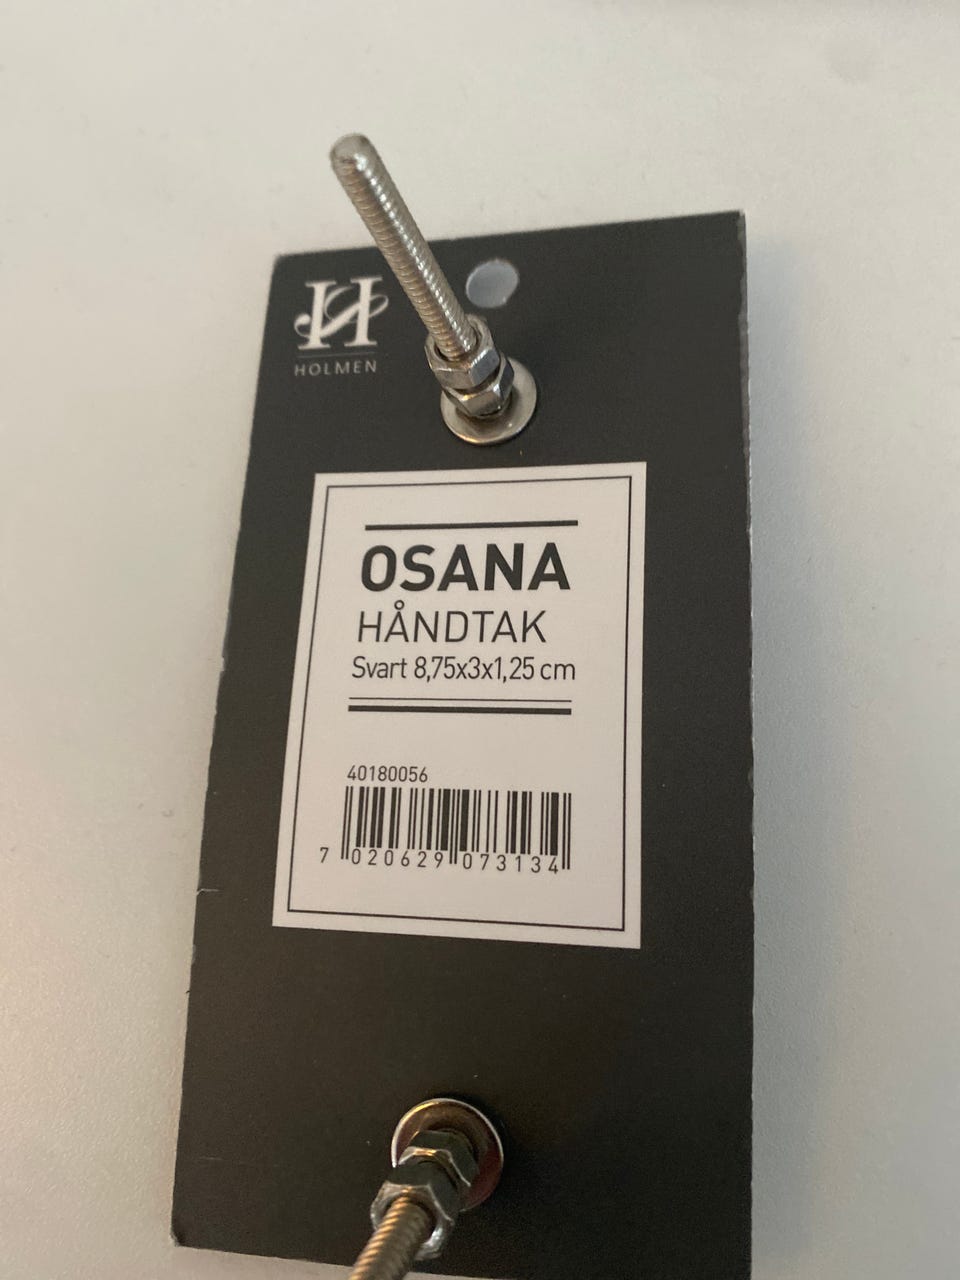 HOLMEN
OSANA
HÅNDTAK
Svart 8,75x3x1,25 cm
40180056
7 020629 073134